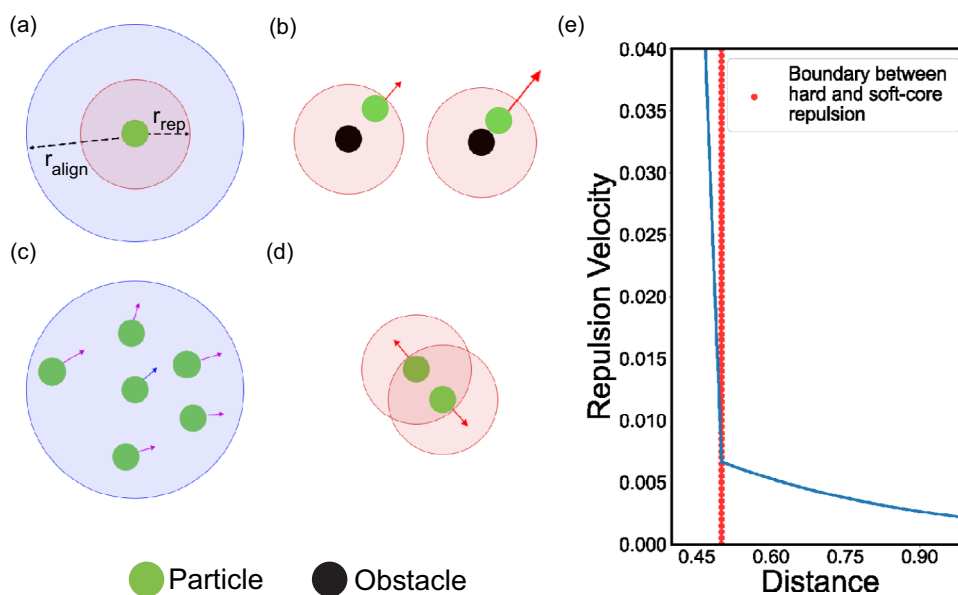 (a)
r_rep
r_align
(b)
(c)
(d)
Particle
Obstacle
(e)
Boundary between
hard and soft-core
repulsion
Repulsion Velocity
0.040
0.035
0.030
0.025
0.020
0.015
0.010
0.005
0.000
0.45
0.60
0.75
0.90
Distance